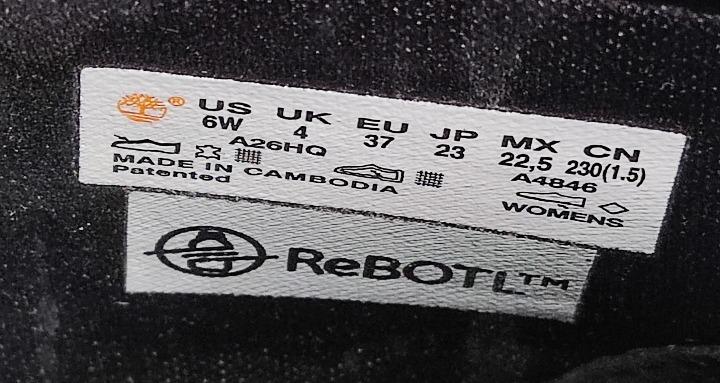 ® US UK EU JP MX CN
6W 4 37 23 22,5 230(1.5)
A26HQ A4846
MADE IN CAMBODIA WOMENS
Patented
ReBOTL™